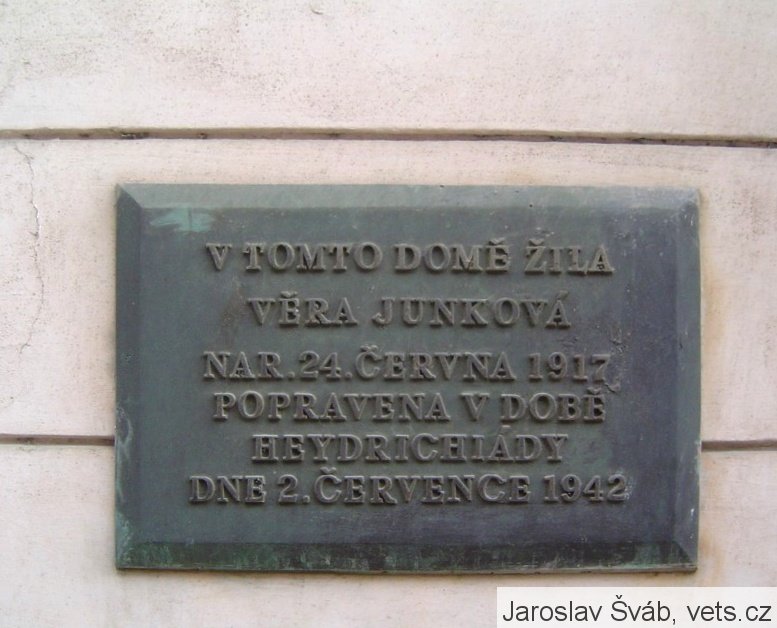 V TOMTO DOMĚ ŽILA
VĚRA JUNKOVÁ
NAR. 24. ČERVNA 1917
POPRAVENA V DOBĚ
HEYDRICHIÁDY
DNE 2. ČERVENCE 1942
Jaroslav Šváb, vets.cz